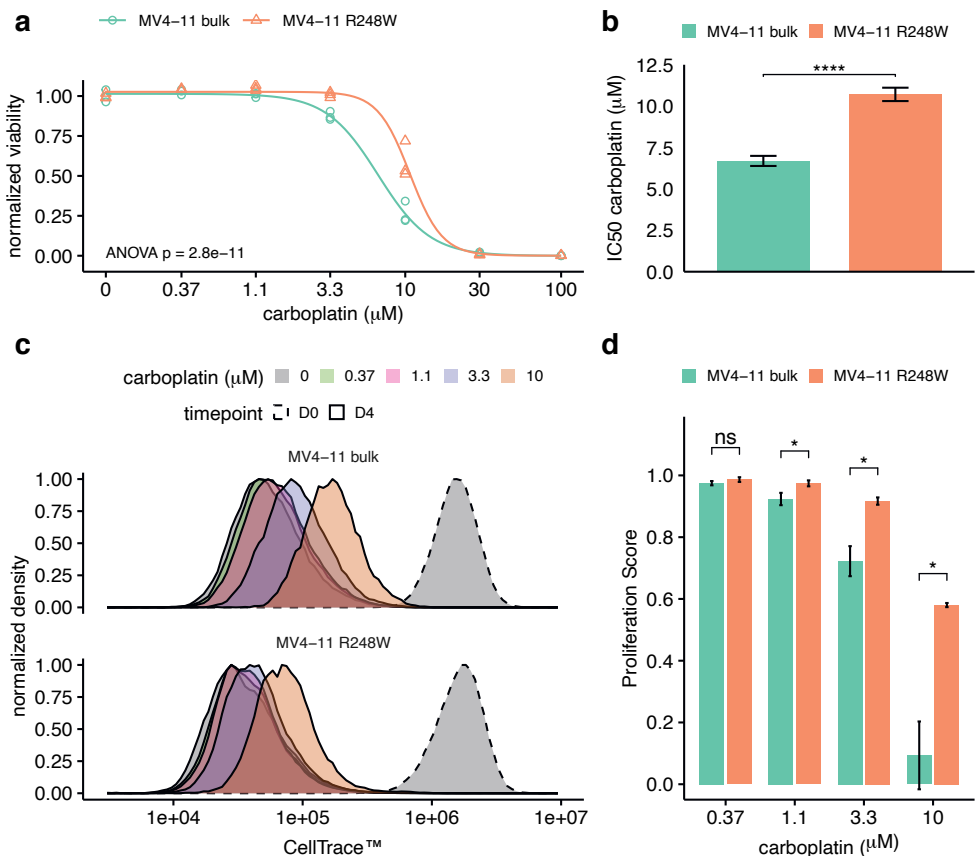 a
MV4−11 bulk MV4−11 R248W
normalized viability
1.00
0.75
0.50
0.25
0.00
ANOVA p = 2.8e−11
0 0.37 1.1 3.3 10 30 100
carboplatin (μM)
b
MV4−11 bulk MV4−11 R248W
IC50 carboplatin (μM)
12.5
10.0
7.5
5.0
2.5
0.0
****
c
carboplatin (μM) 0 0.37 1.1 3.3 10
timepoint D0 D4
MV4−11 bulk
normalized density
1.00
0.75
0.50
0.25
0.00
MV4−11 R248W
1.00
0.75
0.50
0.25
0.00
1e+04 1e+05 1e+06 1e+07
CellTrace™
d
MV4−11 bulk MV4−11 R248W
Proliferation Score
1.0
0.8
0.6
0.4
0.2
0.0
ns * * *
0.37 1.1 3.3 10
carboplatin (μM)